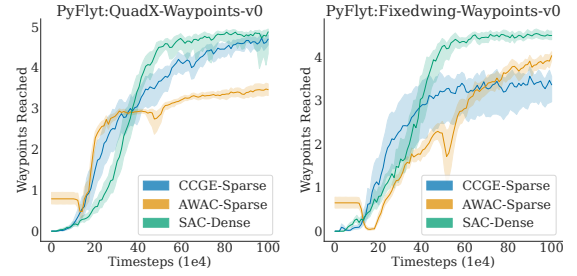 PyFlyt:QuadX-Waypoints-v0
Waypoints Reached
5
4
3
2
1
0
CCGE-Sparse
AWAC-Sparse
SAC-Dense
0 20 40 60 80 100
Timesteps (1e4)
PyFlyt:Fixedwing-Waypoints-v0
Waypoints Reached
4
3
2
1
0
CCGE-Sparse
AWAC-Sparse
SAC-Dense
0 20 40 60 80 100
Timesteps (1e4)